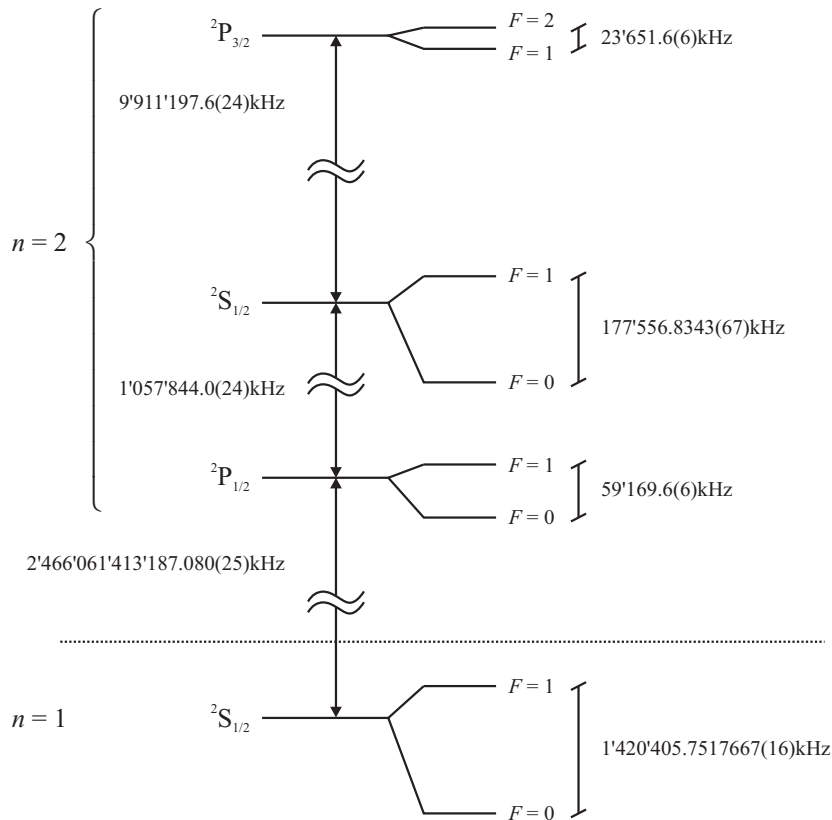 ²P₃/₂
F = 2
F = 1
23'651.6(6)kHz
9'911'197.6(24)kHz
n = 2
²S₁/₂
F = 1
F = 0
177'556.8343(67)kHz
1'057'844.0(24)kHz
²P₁/₂
F = 1
F = 0
59'169.6(6)kHz
2'466'061'413'187.080(25)kHz
n = 1
²S₁/₂
F = 1
F = 0
1'420'405.7517667(16)kHz